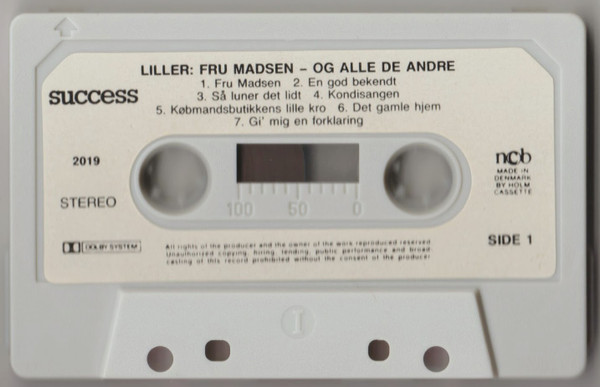 LILLER: FRU MADSEN – OG ALLE DE ANDRE
1. Fru Madsen 2. En god bekendt
3. Så luner det lidt 4. Kondisangen
5. Købmandsbutikkens lille kro 6. Det gamle hjem
7. Gi' mig en forklaring
success
2019
STEREO
ncb
MADE IN
DENMARK
BY HOLM
CASSETTE
100 50 0
DOLBY SYSTEM
SIDE 1
All rights of the producer and the owner of the work reproduced reserved
Unauthorized copying, hiring, lending, public performance and broad
casting of this record prohibited without the consent of the producer
1